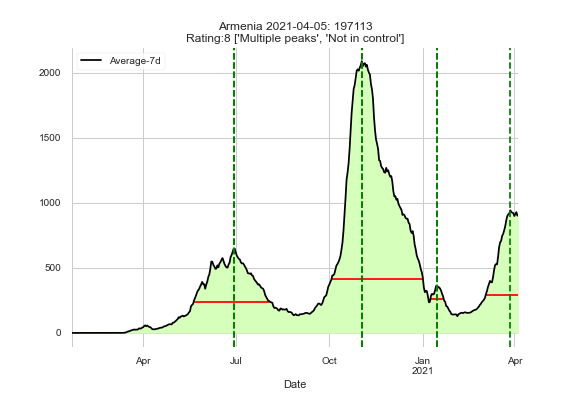 Armenia 2021-04-05: 197113
Rating:8 ['Multiple peaks', 'Not in control']
Average-7d
2000
1500
1000
500
0
Apr Jul Oct Jan Apr
2021
Date